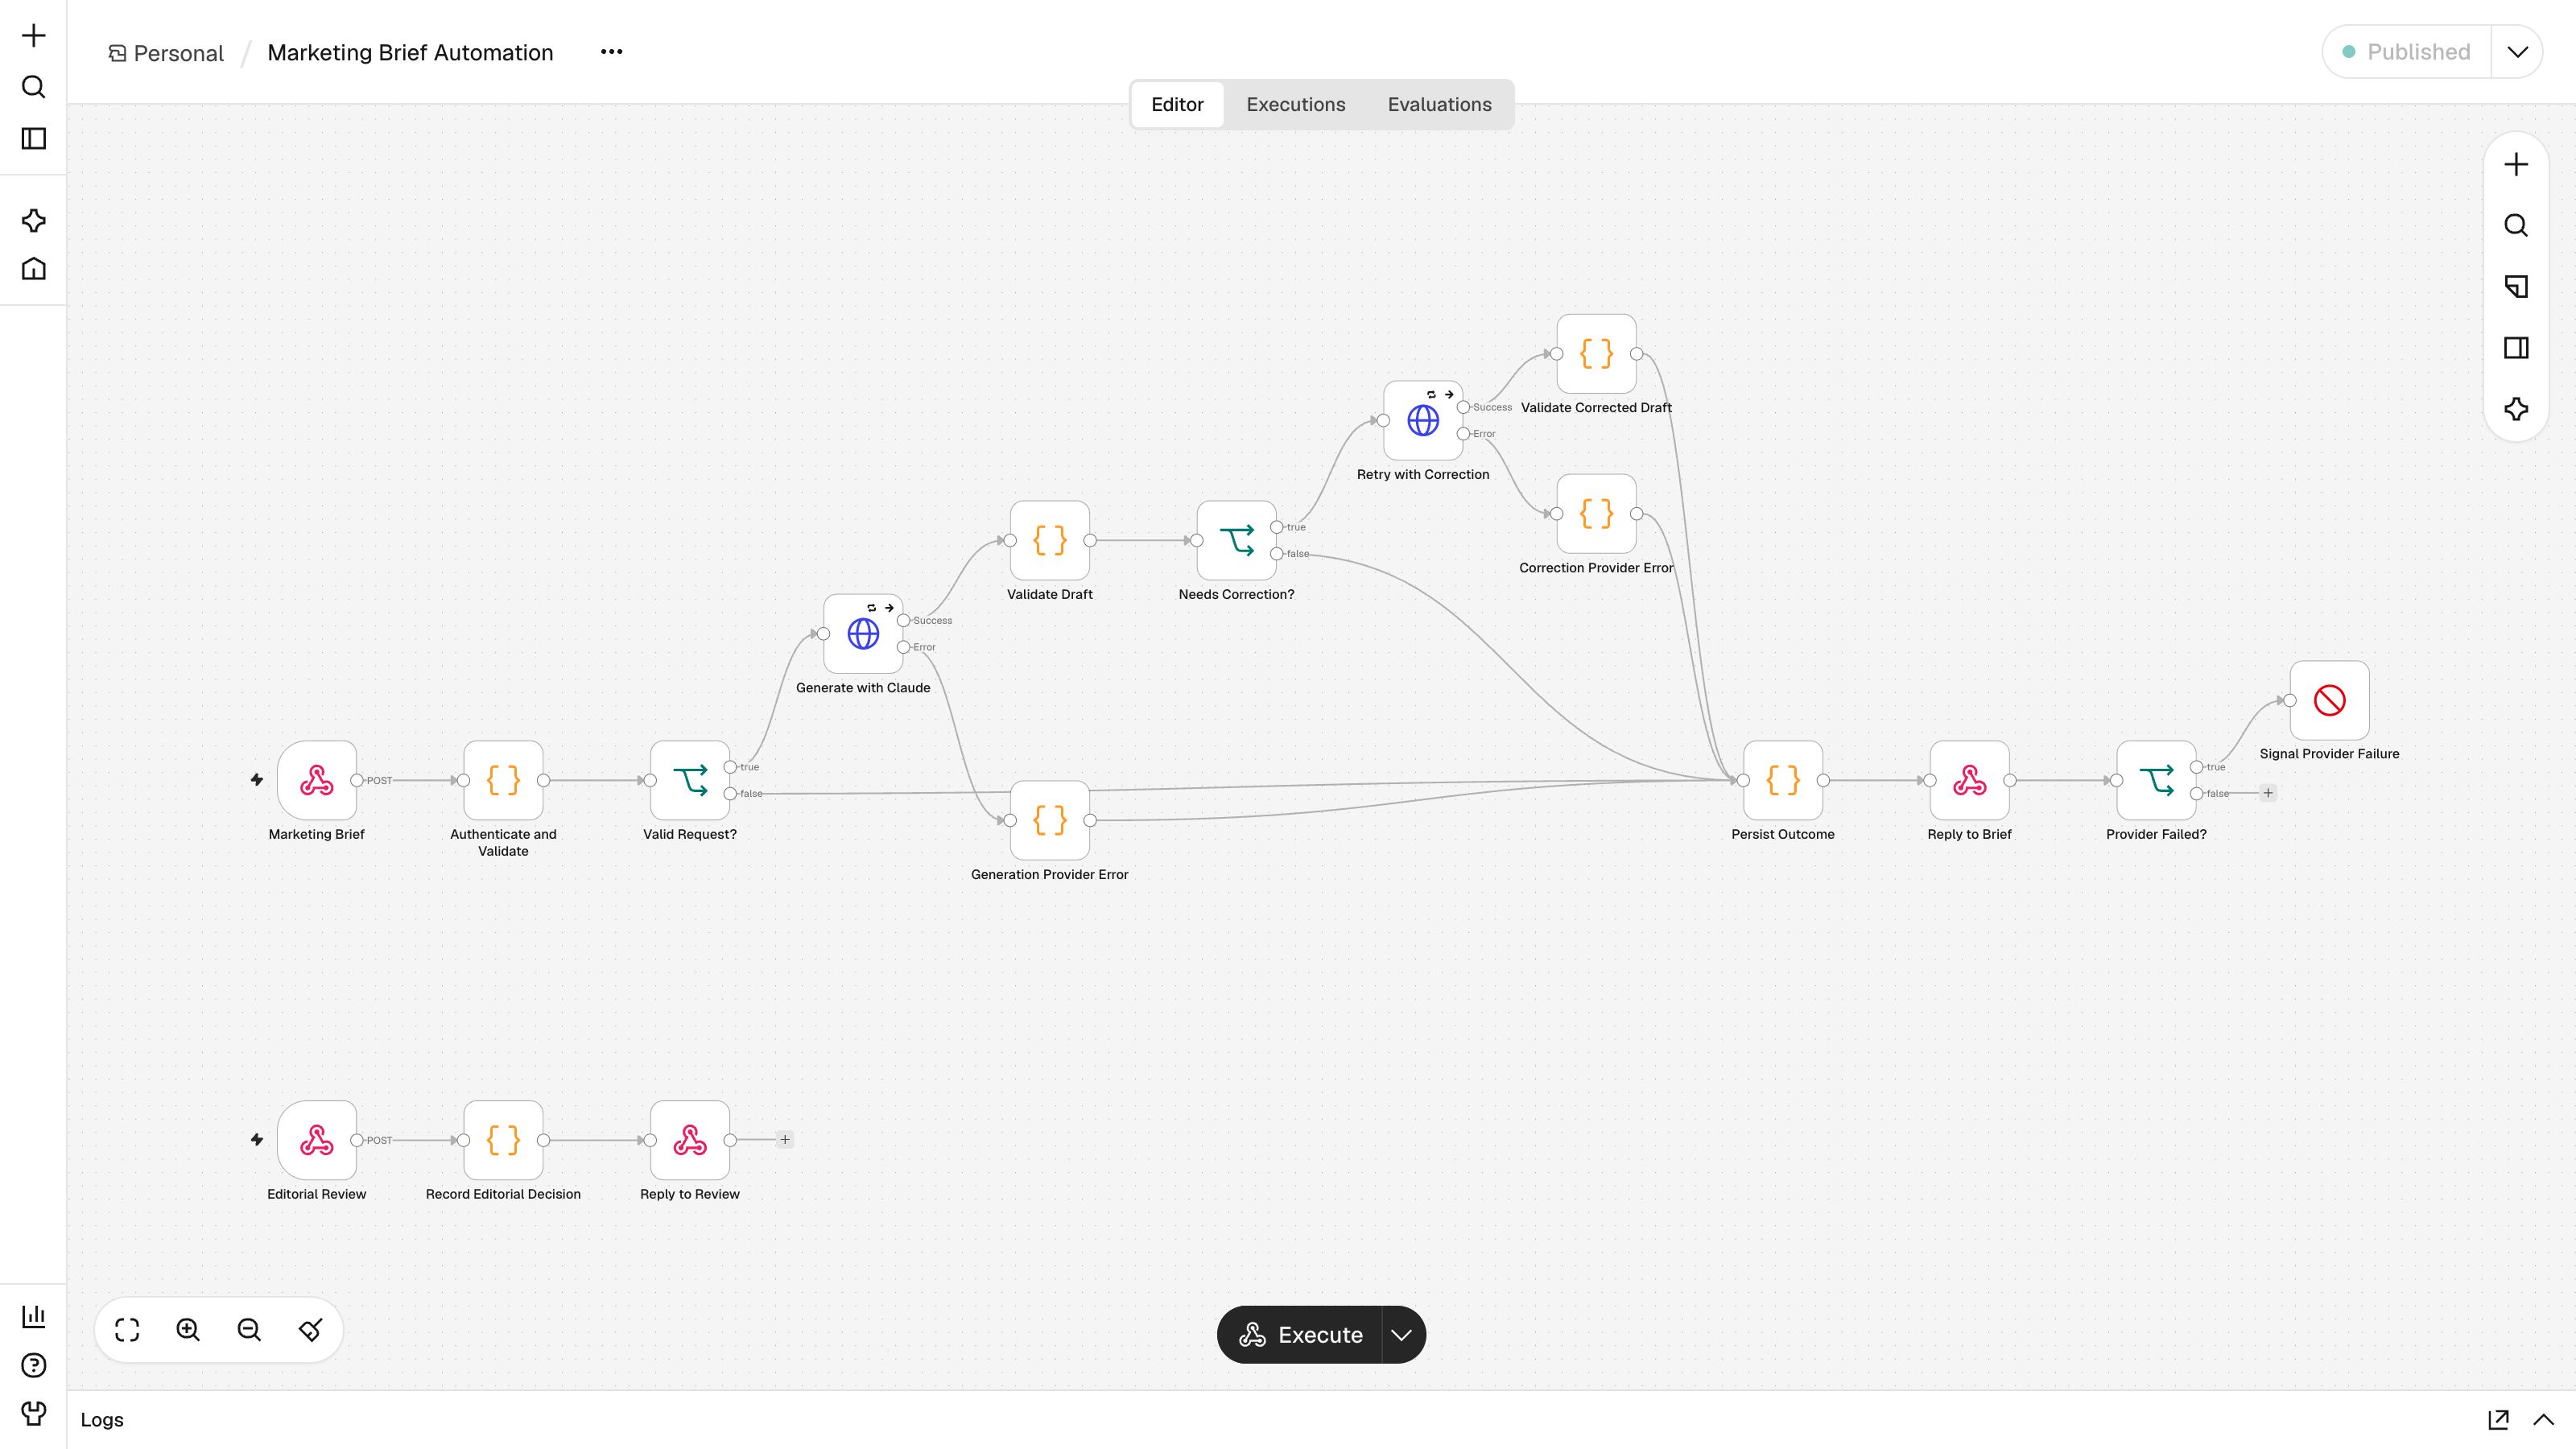 Personal / Marketing Brief Automation
Published
Editor Executions Evaluations
Success
Validate Corrected Draft
Error
Retry with Correction
true
false
Correction Provider Error
Validate Draft
Needs Correction?
Success
Error
Generate with Claude
Signal Provider Failure
POST
true
false
true
false
Marketing Brief
Authenticate and
Validate
Valid Request?
Persist Outcome
Reply to Brief
Provider Failed?
Generation Provider Error
POST
Editorial Review
Record Editorial Decision
Reply to Review
Execute
Logs